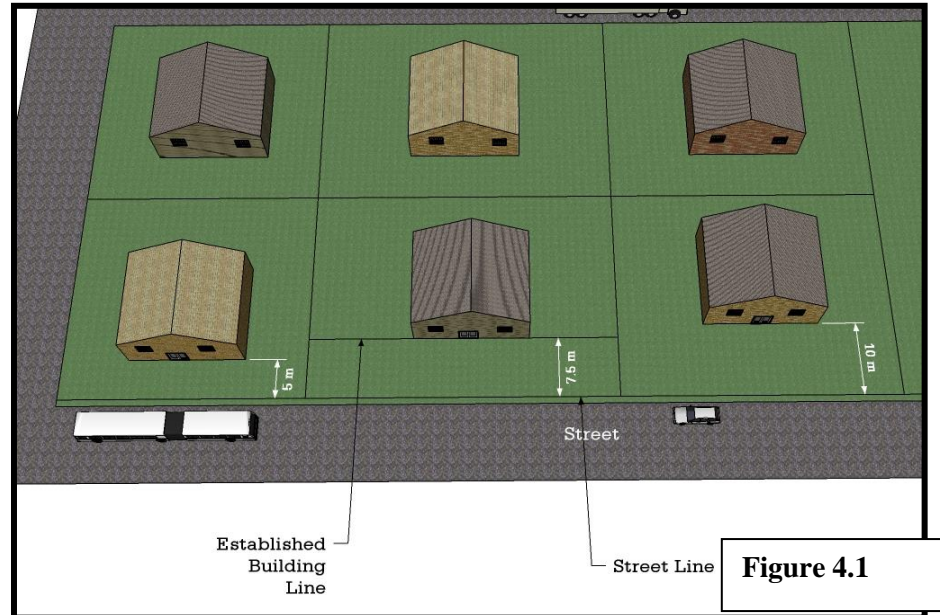 5 m
7.5 m
10 m
Street
Established
Building
Line
Street Line
Figure 4.1